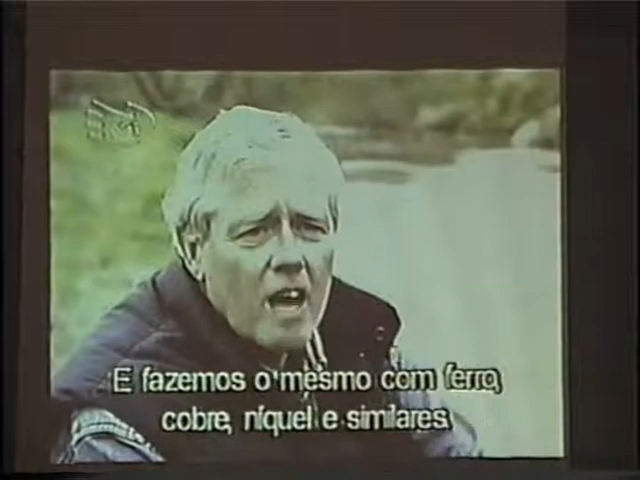 E fazemos o mesmo com ferro,
cobre, níquel e similares.